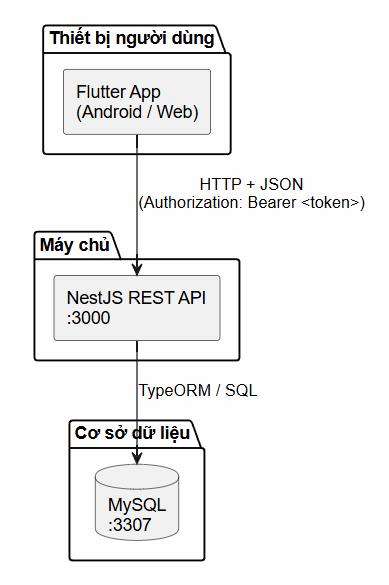 Thiết bị người dùng
Flutter App
(Android / Web)
HTTP + JSON
(Authorization: Bearer <token>)
Máy chủ
NestJS REST API
:3000
TypeORM / SQL
Cơ sở dữ liệu
MySQL
:3307